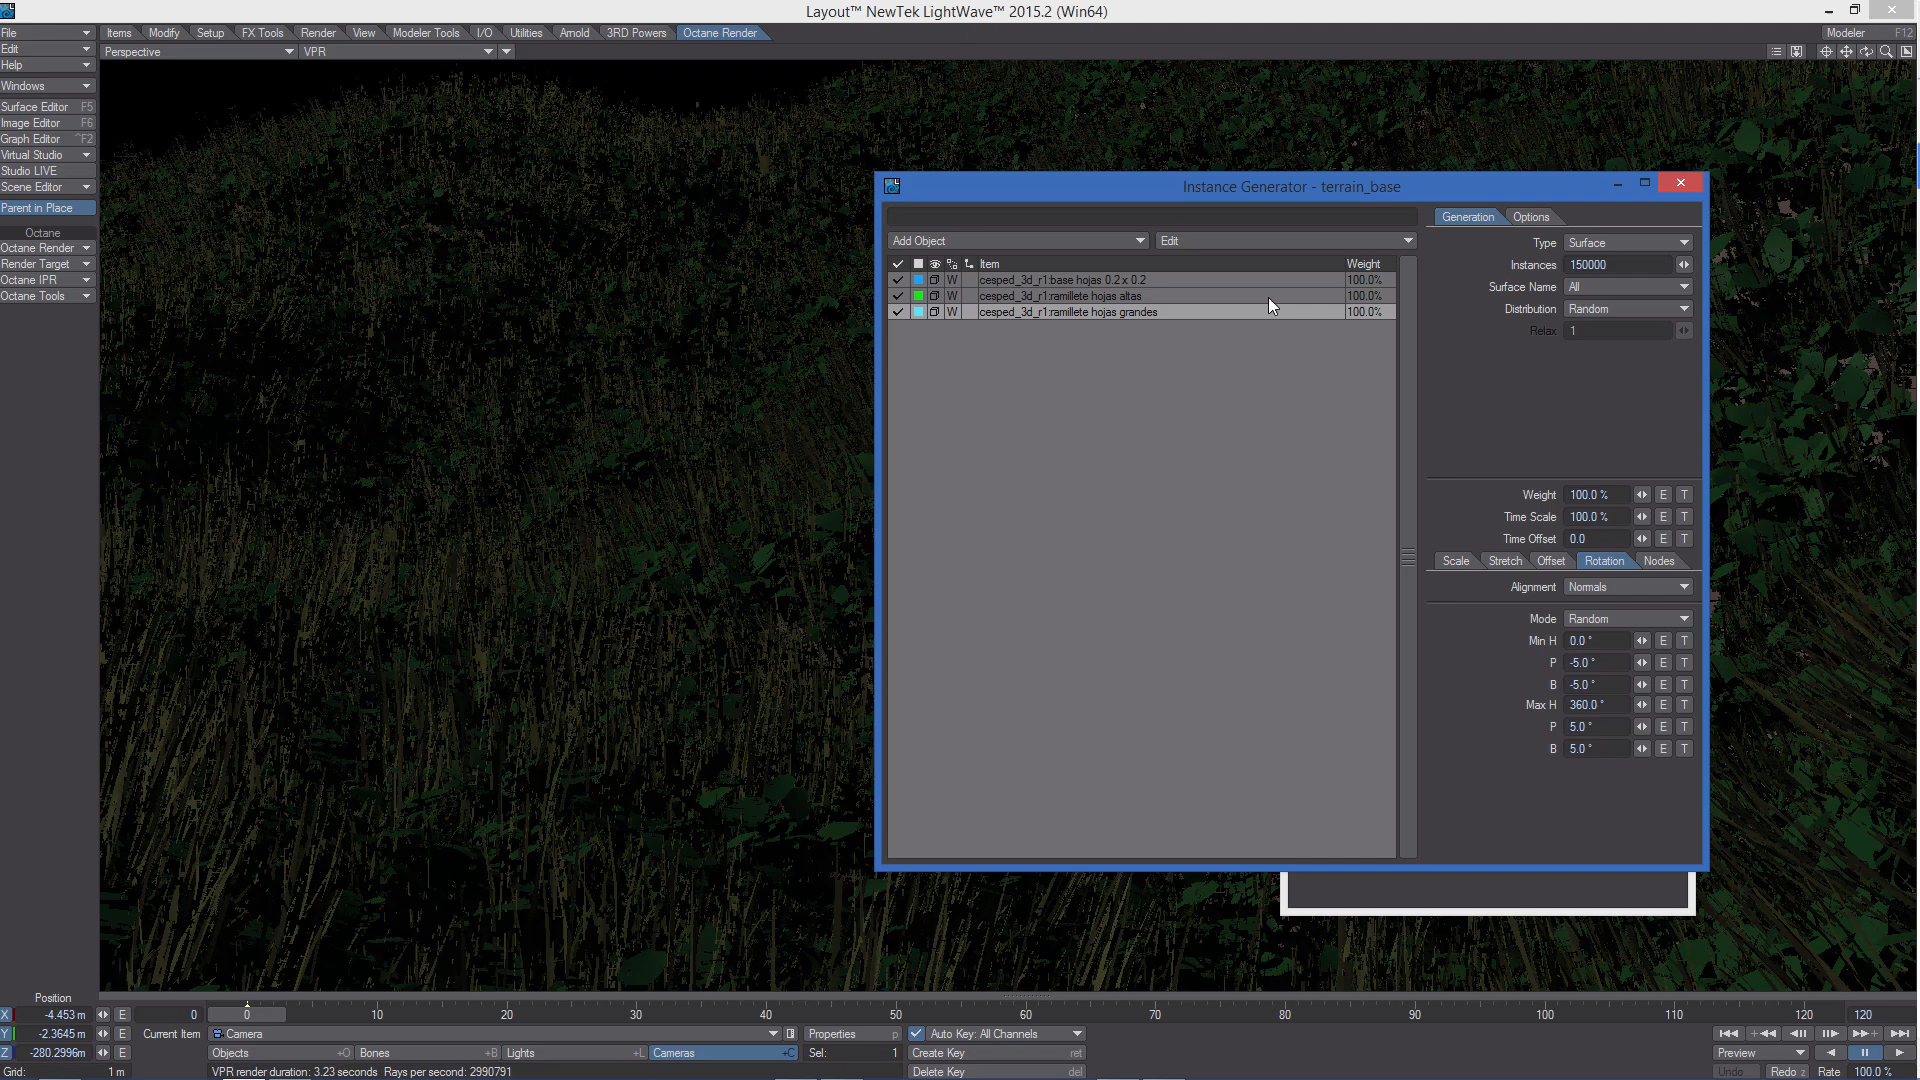 Layout™ NewTek LightWave™ 2015.2 (Win64)
File Items Modify Setup FX Tools Render View Modeler Tools I/O Utilities Arnold 3RD Powers Octane Render Modeler F12
Edit Perspective VPR
Help
Windows
Surface Editor F5
Image Editor F6
Graph Editor ^F2
Virtual Studio
Studio LIVE
Scene Editor
Parent in Place
Octane
Octane Render
Render Target
Octane IPR
Octane Tools
Instance Generator - terrain_base
Generation Options
Add Object Edit
Type Surface
Item Weight
Instances 150000
cesped_3d_r1:base hojas 0.2 x 0.2 100.0%
Surface Name All
cesped_3d_r1:ramillete hojas altas 100.0%
Distribution Random
cesped_3d_r1:ramillete hojas grandes 100.0%
Relax 1
Weight 100.0 % E T
Time Scale 100.0 % E T
Time Offset 0.0 E T
Scale Stretch Offset Rotation Nodes
Alignment Normals
Mode Random
Min H 0.0 ° E T
P -5.0 ° E T
B -5.0 ° E T
Max H 360.0 ° E T
P 5.0 ° E T
B 5.0 ° E T
Position
X -4.453 m E 0 0 10 20 30 40 50 60 70 80 90 100 110 120 120
Y -2.3645 m E Current Item Camera Properties p Auto Key: All Channels
Z -280.2996m E Objects +O Bones +B Lights +L Cameras +C Sel: 1 Create Key ret Preview
Grid: 1 m VPR render duration: 3.23 seconds Rays per second: 2990791 Delete Key del Undo Redo z Rate 100.0 %